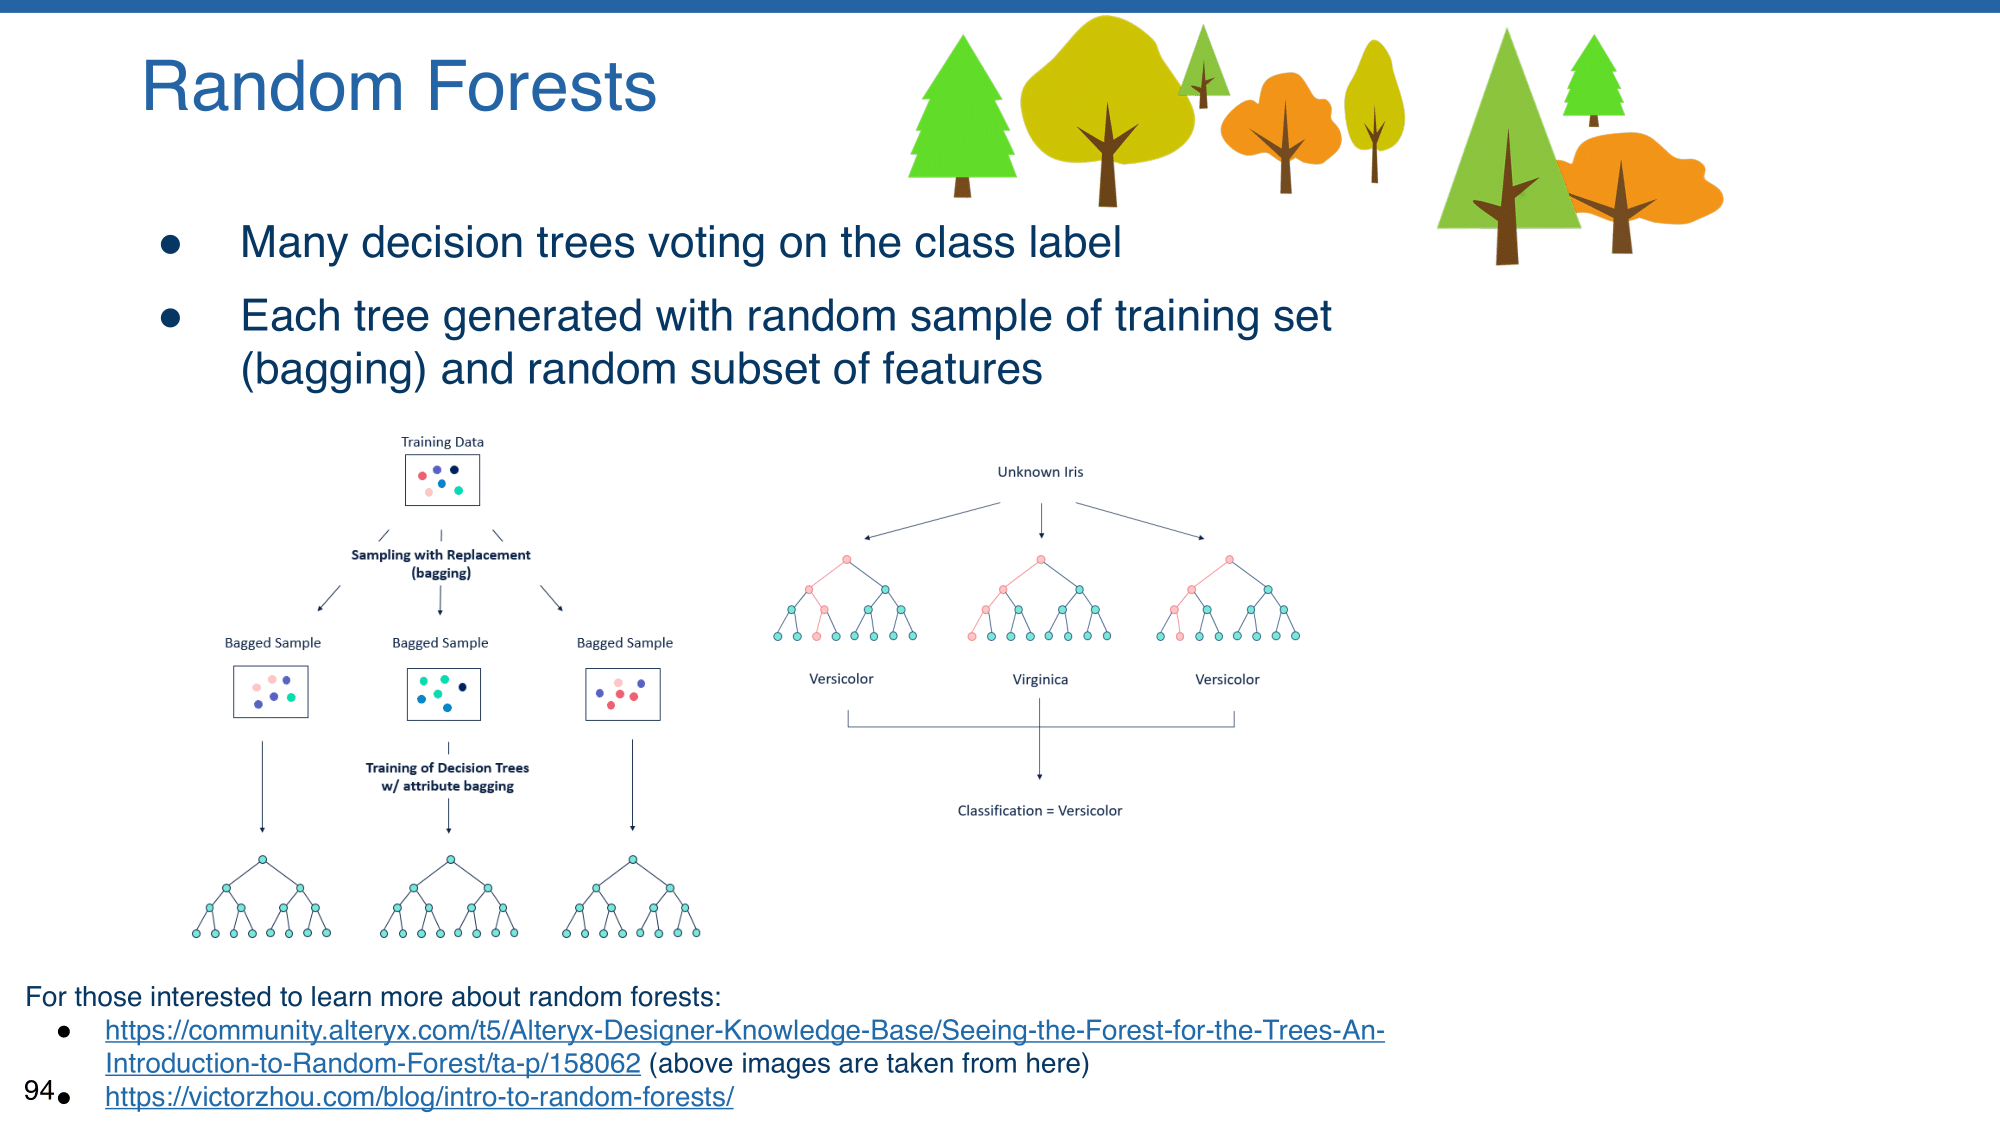 Random Forests
● Many decision trees voting on the class label
● Each tree generated with random sample of training set
(bagging) and random subset of features
Training Data
Sampling with Replacement
(bagging)
Bagged Sample
Bagged Sample
Bagged Sample
Training of Decision Trees
w/ attribute bagging
Unknown Iris
Versicolor
Virginica
Versicolor
Classification = Versicolor
For those interested to learn more about random forests:
● https://community.alteryx.com/t5/Alteryx-Designer-Knowledge-Base/Seeing-the-Forest-for-the-Trees-An-
Introduction-to-Random-Forest/ta-p/158062 (above images are taken from here)
● https://victorzhou.com/blog/intro-to-random-forests/
94